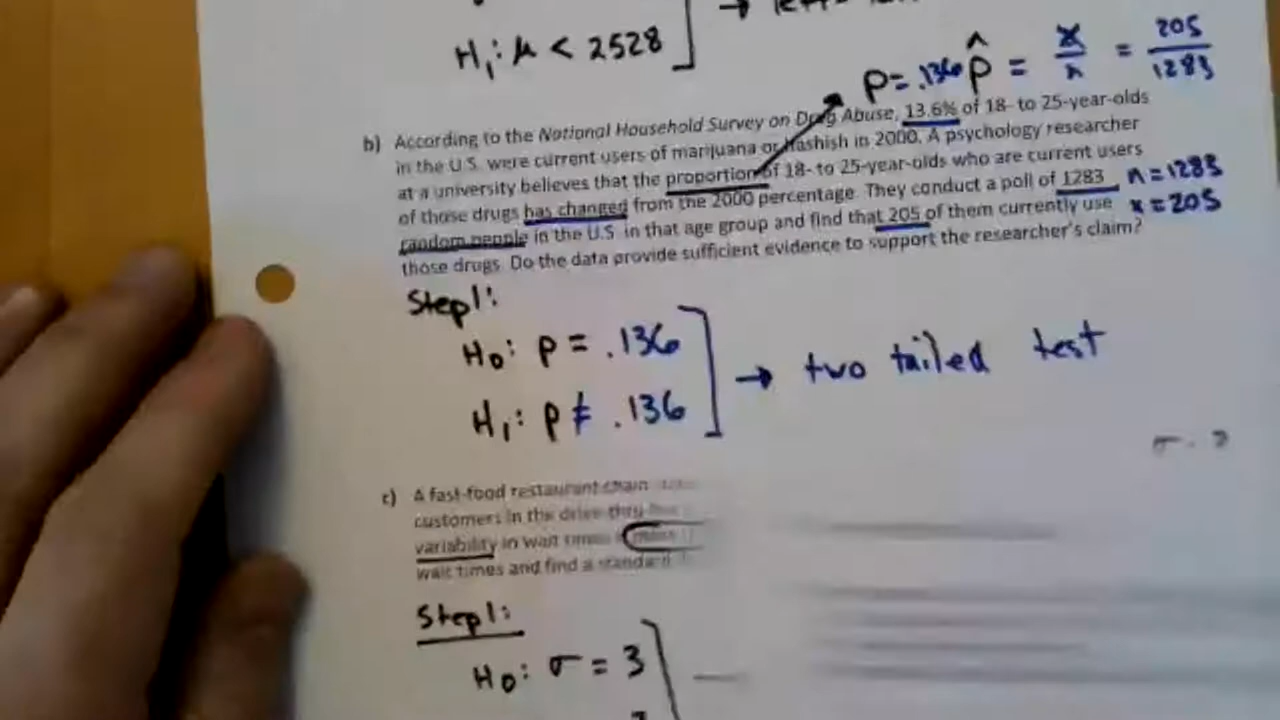 H₁: μ < 2528
p = .136 p̂ = x/n = 205/1283
b) According to the National Household Survey on Drug Abuse, 13.6% of 18- to 25-year-olds
in the U.S. were current users of marijuana or hashish in 2000. A psychology researcher
at a university believes that the proportion of 18- to 25-year-olds who are current users
of those drugs has changed from the 2000 percentage. They conduct a poll of 1283 n = 1283
random people in the U.S. in that age group and find that 205 of them currently use x = 205
those drugs. Do the data provide sufficient evidence to support the researcher's claim?
Step 1:
H₀: p = .136
→ two tailed test
H₁: p ≠ .136
c) A fast-food restaurant chain
customers in the drive-thru
variability in wait times
wait times and find a standard
Step 1:
H₀: σ = 3